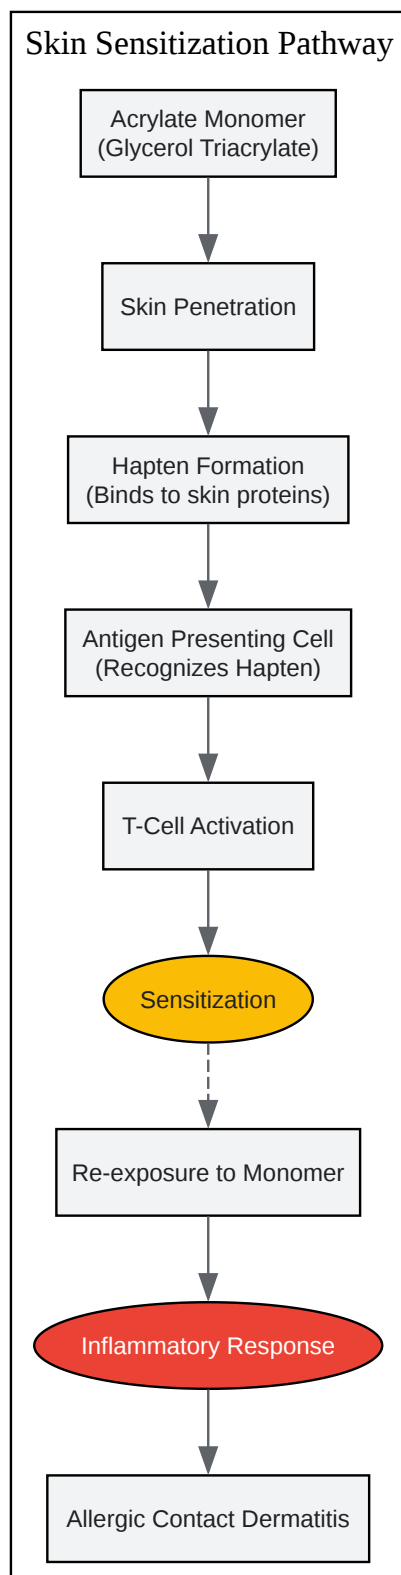 Skin Sensitization Pathway
Acrylate Monomer
(Glycerol Triacrylate)
Skin Penetration
Hapten Formation
(Binds to skin proteins)
Antigen Presenting Cell
(Recognizes Hapten)
T-Cell Activation
Sensitization
Re-exposure to Monomer
Inflammatory Response
Allergic Contact Dermatitis